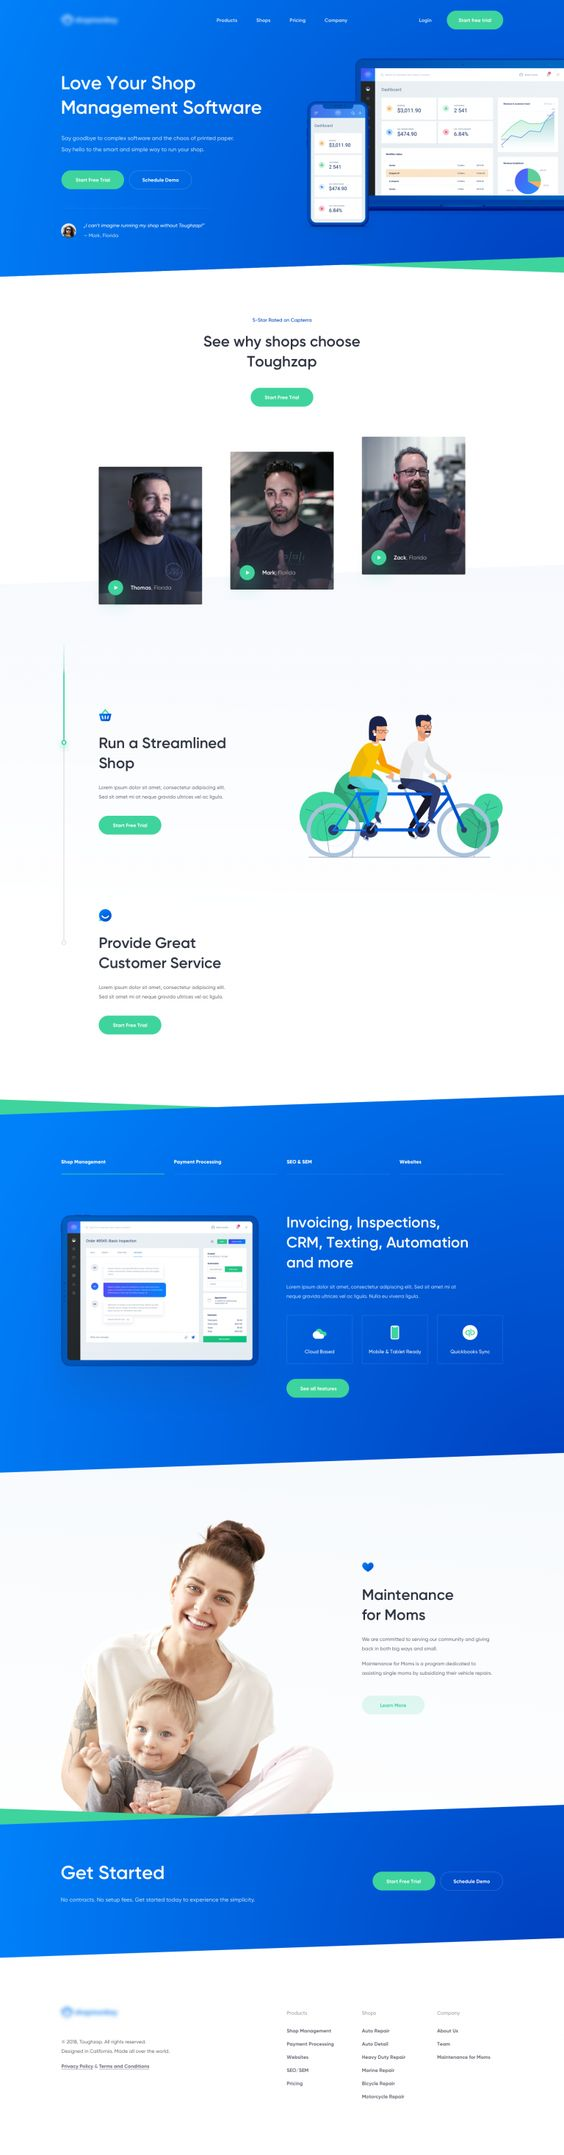 Products
Shops
Pricing
Company
Login
Start free trial
Love Your Shop
Management Software
Say goodbye to complex software and the chaos of printed paper.
Say hello to the smart and simple way to run your shop.
Start Free Trial
Schedule Demo
„I can't imagine running my shop without Toughzap!"
– Mark, Florida
Dashboard
$3,011.90
2 541
$474.90
6.84%
Dashboard
$3,011.90
2 541
$474.90
6.84%
5-Star Rated on Capterra
See why shops choose
Toughzap
Start Free Trial
Thomas, Florida
Mark, Florida
Zack, Florida
Run a Streamlined
Shop
Lorem ipsum dolor sit amet, consectetur adipiscing elit.
Sed sit amet mi at neque gravida ultrices vel ac ligula.
Start Free Trial
Provide Great
Customer Service
Lorem ipsum dolor sit amet, consectetur adipiscing elit.
Sed sit amet mi at neque gravida ultrices vel ac ligula.
Start Free Trial
Shop Management
Payment Processing
SEO & SEM
Websites
Invoicing, Inspections,
CRM, Texting, Automation
and more
Lorem ipsum dolor sit amet, consectetur adipiscing elit. Sed sit amet mi at
neque gravida ultrices vel ac ligula. Nulla eu viverra ligula.
Cloud Based
Mobile & Tablet Ready
Quickbooks Sync
See all features
Maintenance
for Moms
We are committed to serving our community and giving
back in both big ways and small.
Maintenance for Moms is a program dedicated to
assisting single moms by subsidizing their vehicle repairs.
Learn More
Get Started
No contracts. No setup fees. Get started today to experience the simplicity.
Start Free Trial
Schedule Demo
© 2018, Toughzap. All rights reserved.
Designed in California. Made all over the world.
Privacy Policy & Terms and Conditions
Products
Shop Management
Payment Processing
Websites
SEO/SEM
Pricing
Shops
Auto Repair
Auto Detail
Heavy Duty Repair
Marine Repair
Bicycle Repair
Motorcycle Repair
Company
About Us
Team
Maintenance for Moms